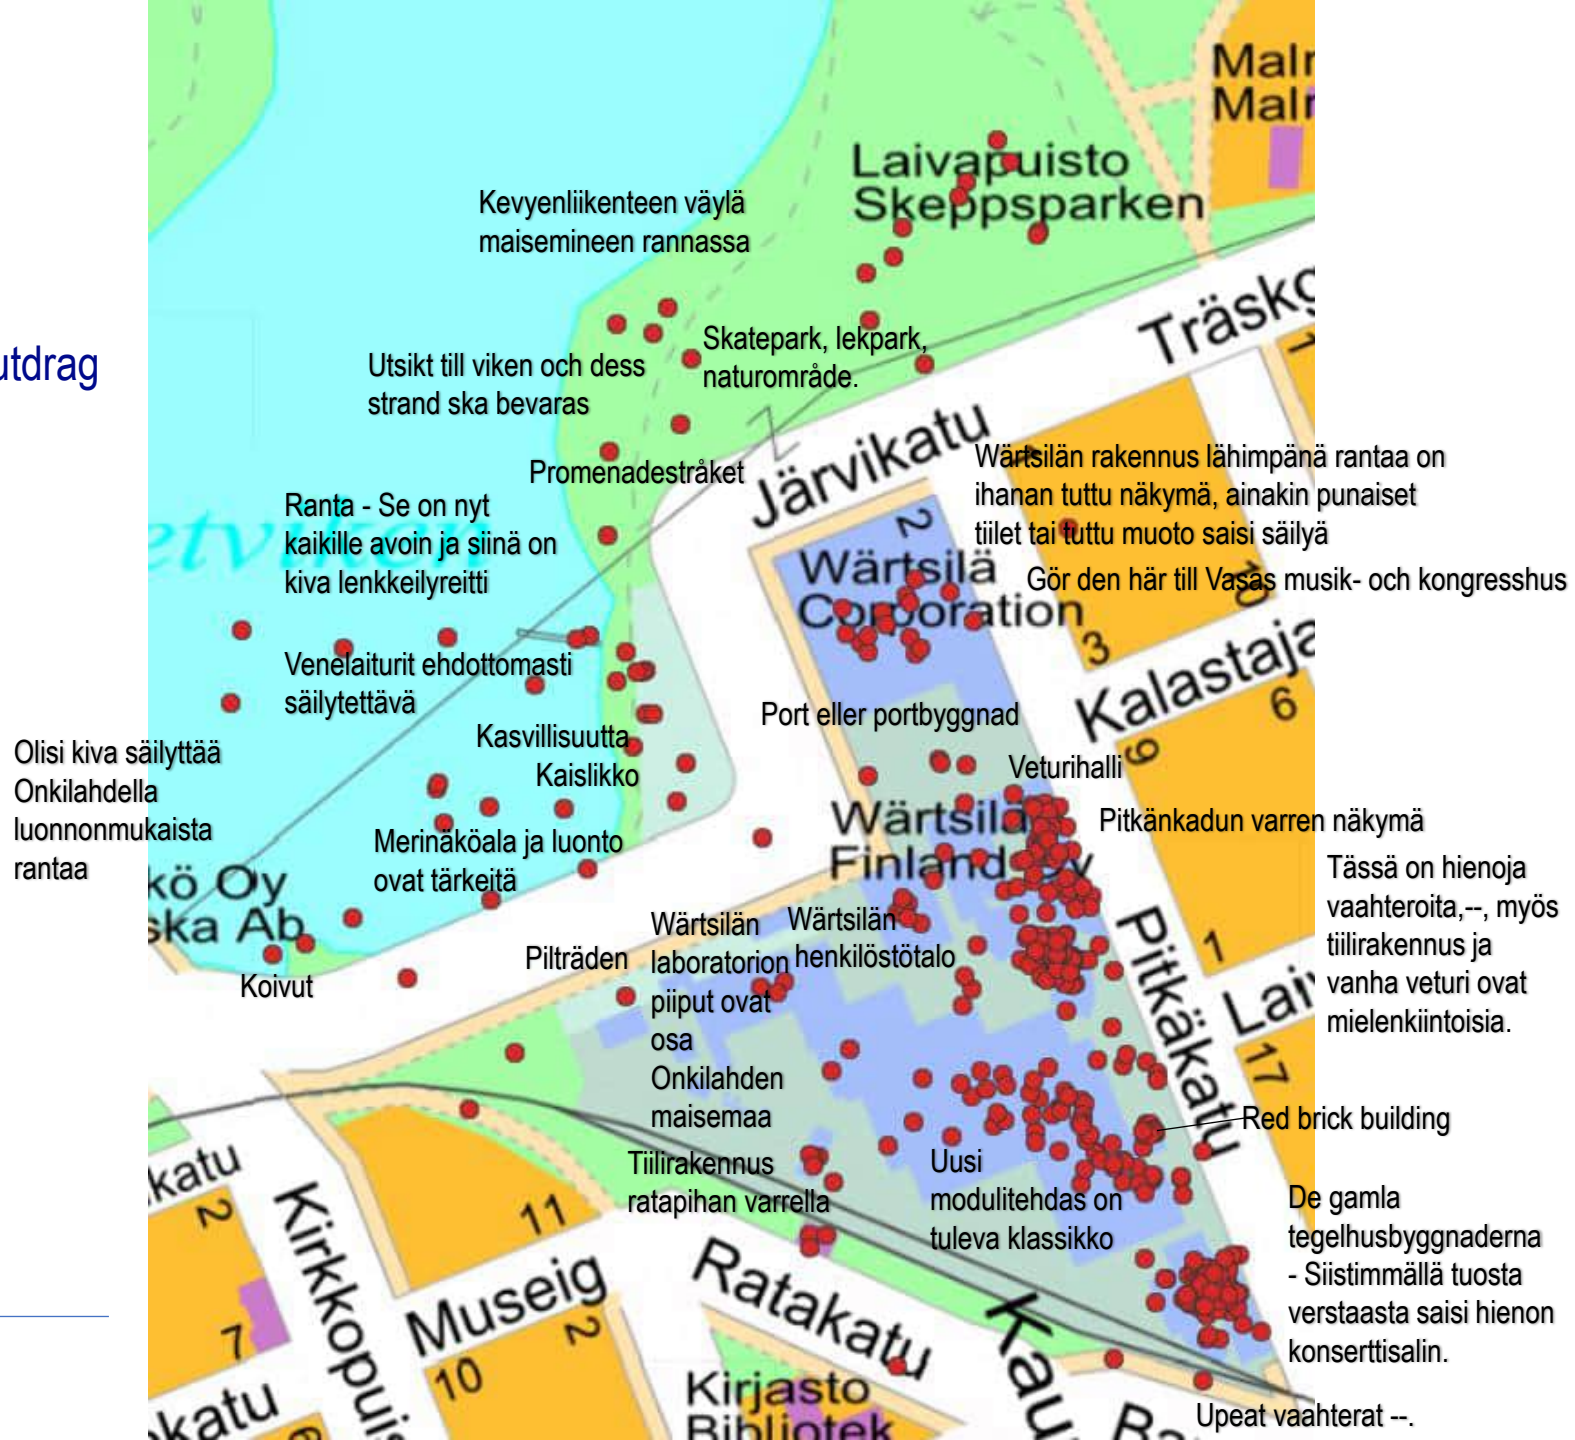 Malm
Malm
Laivapuisto
Skeppsparken
Kevyenliikenteen väylä
maisemineen rannassa
Träskg
utdrag
Skatepark, lekpark,
naturområde.
Utsikt till viken och dess
strand ska bevaras
Järvikatu
Promenadestråket
Wärtsilän rakennus lähimpänä rantaa on
ihanan tuttu näkymä, ainakin punaiset
tiilet tai tuttu muoto saisi säilyä
Ranta - Se on nyt
kaikille avoin ja siinä on
kiva lenkkeilyreitti
etviken
2
Wärtsilä
Corporation
Gör den här till Vasas musik- och kongresshus
10
3
Kalastaja
6
9
Venelaiturit ehdottomasti
säilytettävä
Port eller portbyggnad
Kasvillisuutta
Kaislikko
Veturihalli
Olisi kiva säilyttää
Onkilahdella
luonnonmukaista
rantaa
Wärtsilä
Finland Oy
Pitkänkadun varren näkymä
Merinäköala ja luonto
ovat tärkeitä
kö Oy
ska Ab
Tässä on hienoja
vaahteroita,--, myös
tiilirakennus ja
vanha veturi ovat
mielenkiintoisia.
1
Pitkäkatu
Lai
17
Koivut
Pilträden
Wärtsilän
laboratorion
piiput ovat
osa
Onkilahden
maisemaa
Wärtsilän
henkilöstötalo
Red brick building
Tiilirakennus
ratapihan varrella
Uusi
modulitehdas on
tuleva klassikko
De gamla
tegelhusbyggnaderna
- Siistimmällä tuosta
verstaasta saisi hienon
konserttisalin.
katu
2
Kirkkopuis
11
Museig
2
Ratakatu
7
10
Kau
katu
6
Kirjasto
Bibliotek
Ra
Upeat vaahterat --.